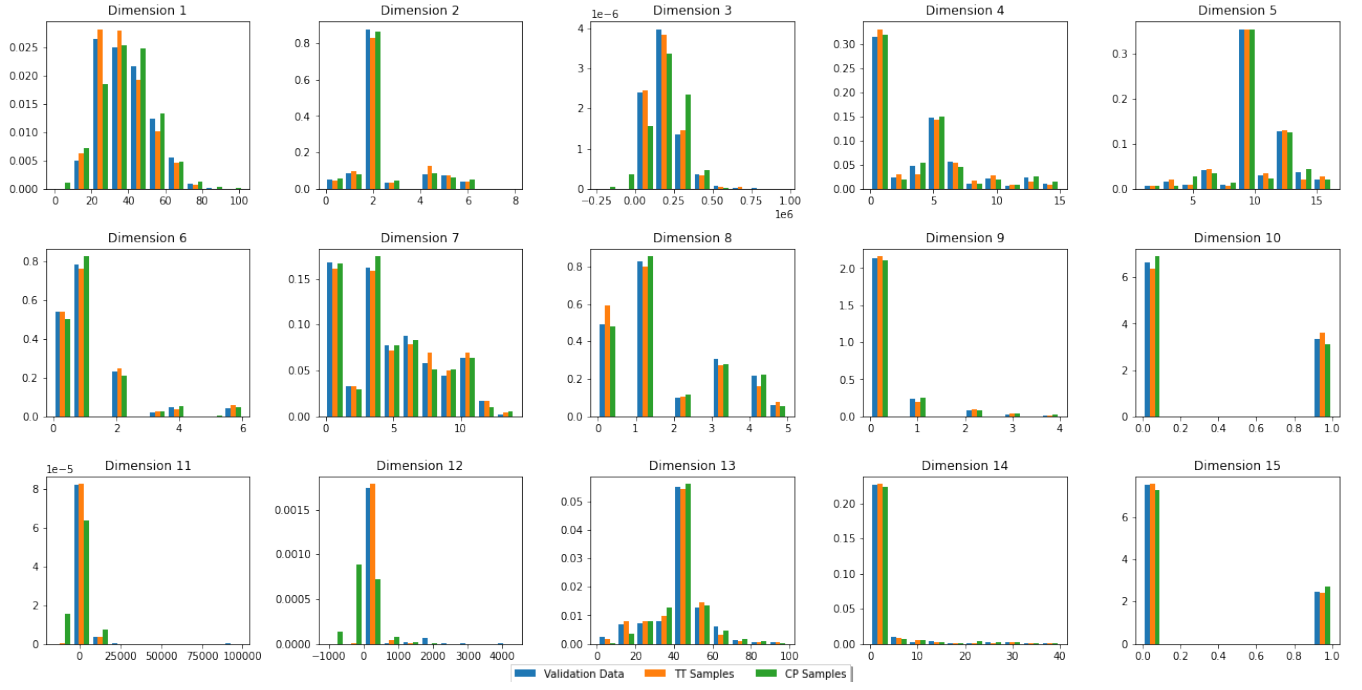 Dimension 1 Dimension 2 Dimension 3 Dimension 4 Dimension 5
1e−6
0.025 0.020 0.015 0.010 0.005 0.000
0.8 0.6 0.4 0.2 0.0
4 3 2 1 0
0.30 0.25 0.20 0.15 0.10 0.05 0.00
0.3 0.2 0.1 0.0
0 20 40 60 80 100
0 2 4 6 8
−0.25 0.00 0.25 0.50 0.75 1.00
1e6
0 5 10 15
5 10 15
Dimension 6 Dimension 7 Dimension 8 Dimension 9 Dimension 10
0.8 0.6 0.4 0.2 0.0
0.15 0.10 0.05 0.00
0.8 0.6 0.4 0.2 0.0
2.0 1.5 1.0 0.5 0.0
6 4 2 0
0 2 4 6
0 5 10
0 1 2 3 4 5
0 1 2 3 4
0.0 0.2 0.4 0.6 0.8 1.0
Dimension 11 Dimension 12 Dimension 13 Dimension 14 Dimension 15
1e−5
8 6 4 2 0
0.0015 0.0010 0.0005 0.0000
0.05 0.04 0.03 0.02 0.01 0.00
0.20 0.15 0.10 0.05 0.00
6 4 2 0
0 25000 50000 75000 100000
−1000 0 1000 2000 3000 4000
0 20 40 60 80 100
0 10 20 30 40
0.0 0.2 0.4 0.6 0.8 1.0
Validation Data TT Samples CP Samples